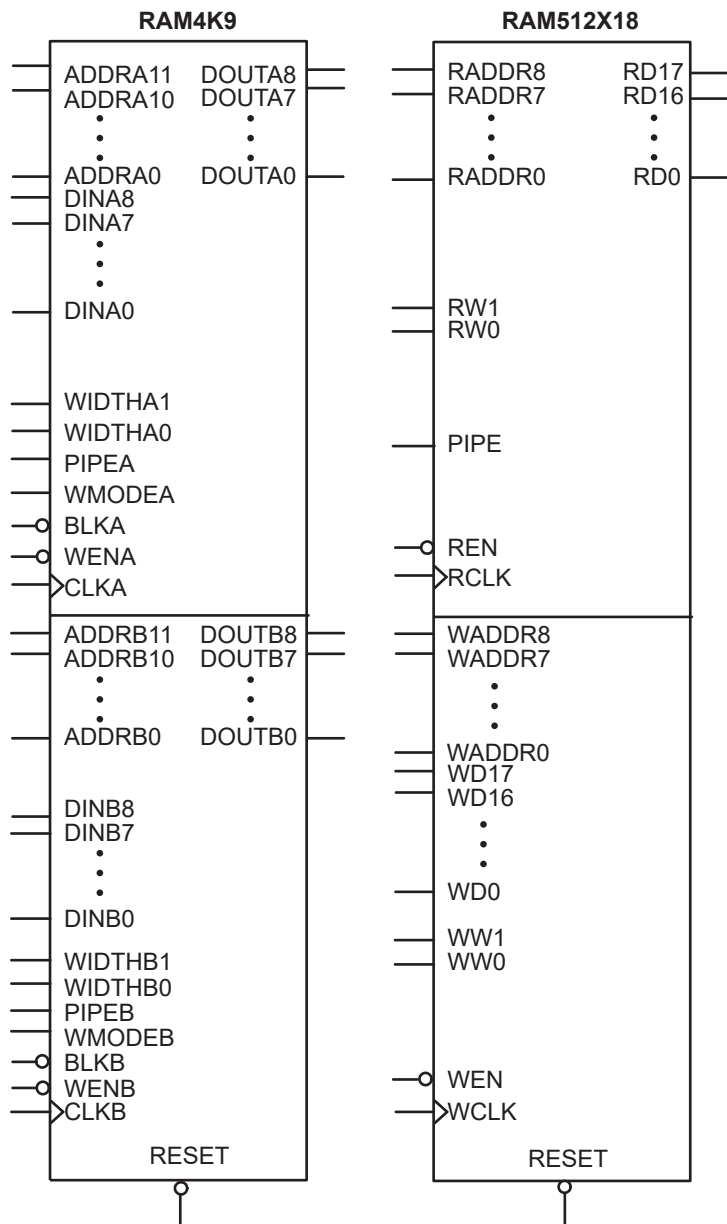 RAM4K9
ADDRA11 DOUTA8
ADDRA10 DOUTA7
ADDRA0 DOUTA0
DINA8
DINA7
DINA0
WIDTHA1
WIDTHA0
PIPEA
WMODEA
BLKA
WENA
CLKA
ADDRB11 DOUTB8
ADDRB10 DOUTB7
ADDRB0 DOUTB0
DINB8
DINB7
DINB0
WIDTHB1
WIDTHB0
PIPEB
WMODEB
BLKB
WENB
CLKB
RESET
RAM512X18
RADDR8 RD17
RADDR7 RD16
RADDR0 RD0
RW1
RW0
PIPE
REN
RCLK
WADDR8
WADDR7
WADDR0
WD17
WD16
WD0
WW1
WW0
WEN
WCLK
RESET